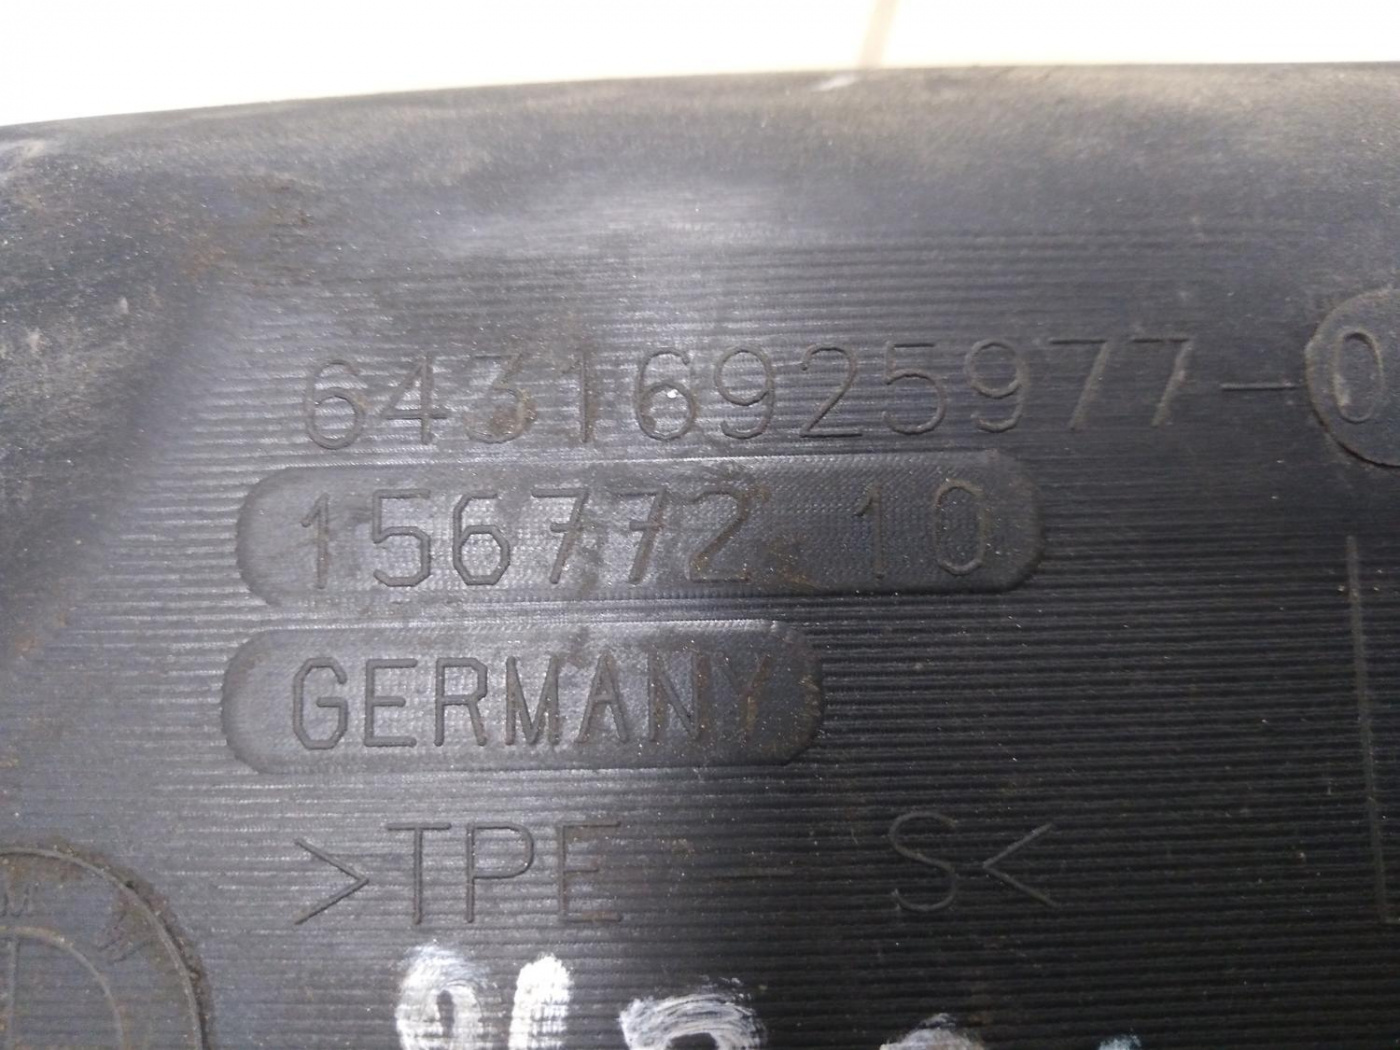 64316925977-0
156772 10
GERMANY
>TPE-S<
M